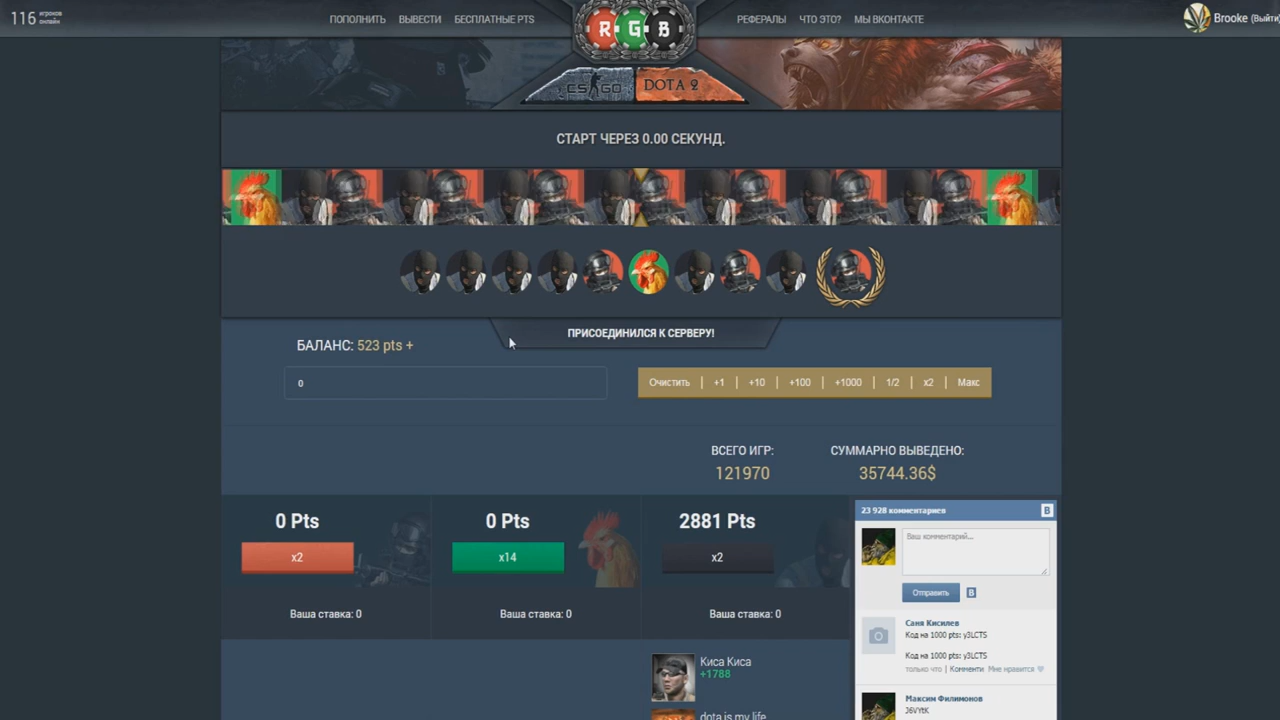 116 игроков
онлайн
ПОПОЛНИТЬ ВЫВЕСТИ БЕСПЛАТНЫЕ PTS
RGB
РЕФЕРАЛЫ ЧТО ЭТО? МЫ ВКОНТАКТЕ
Brooke (Выйти
CS GO
DOTA 2
СТАРТ ЧЕРЕЗ 0.00 СЕКУНД.
ПРИСОЕДИНИЛСЯ К СЕРВЕРУ!
БАЛАНС: 523 pts +
0
Очистить | +1 | +10 | +100 | +1000 | 1/2 | x2 | Макс
ВСЕГО ИГР:
121970
СУММАРНО ВЫВЕДЕНО:
35744.36$
0 Pts
x2
Ваша ставка: 0
0 Pts
x14
Ваша ставка: 0
2881 Pts
x2
Ваша ставка: 0
Киса Киса
+1788
dota is my life
23 928 комментариев
B
Ваш комментарий...
Отправить B
Саня Кисилев
Код на 1000 pts: y3LCTS
Код на 1000 pts: y3LCTS
только что | Комменти Мне нравится
Максим Филимонов
J6VYtK